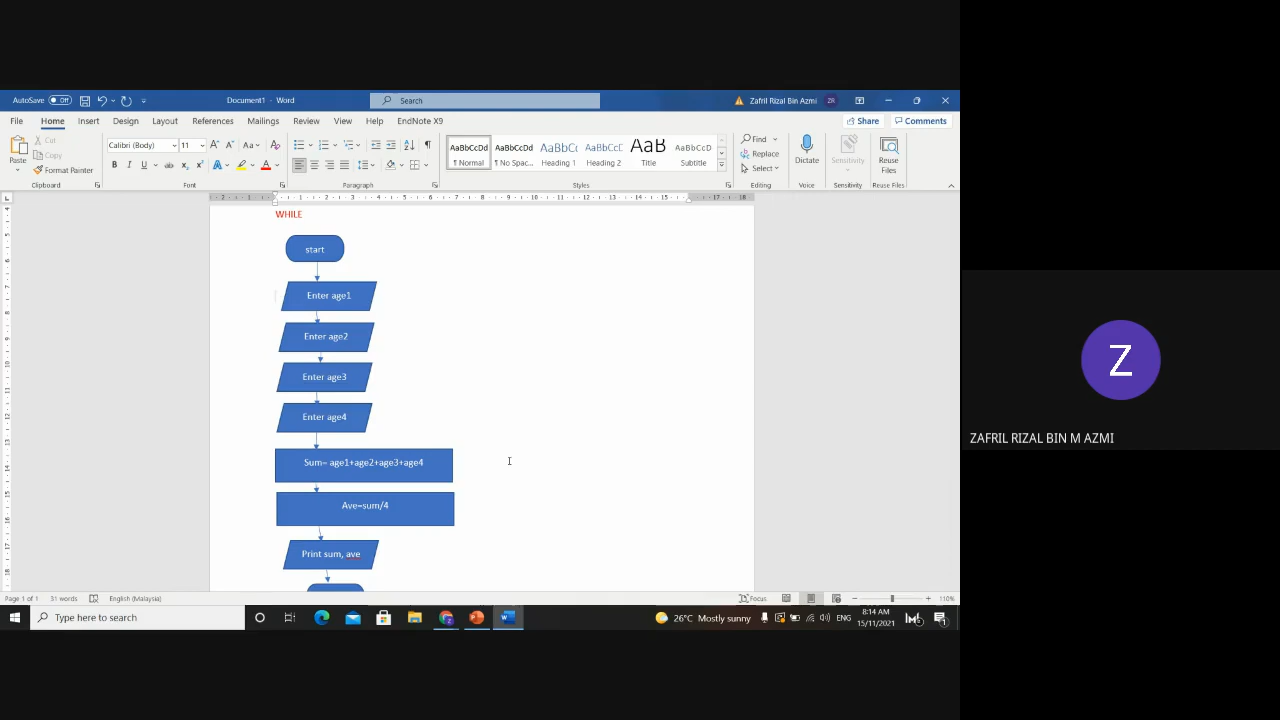 AutoSave Off Document1 - Word Search Zafril Rizal Bin Azmi ZR
File Home Insert Design Layout References Mailings Review View Help EndNote X9 Share Comments
Paste Cut Copy Format Painter Clipboard
Calibri (Body) 11 Font
Paragraph
AaBbCcDd AaBbCcDd AaBbCc AaBbCcC AaB AaBbCcD
¶ Normal ¶ No Spac... Heading 1 Heading 2 Title Subtitle
Styles
Find Replace Select Editing
Dictate Voice
Sensitivity Sensitivity
Reuse Files Reuse Files
WHILE
start
Enter age1
Enter age2
Enter age3
Enter age4
Sum= age1+age2+age3+age4
Ave=sum/4
Print sum, ave
Page 1 of 1 31 words English (Malaysia) Focus 110%
Type here to search 26°C Mostly sunny ENG 8:14 AM 15/11/2021
Z
ZAFRIL RIZAL BIN M AZMI